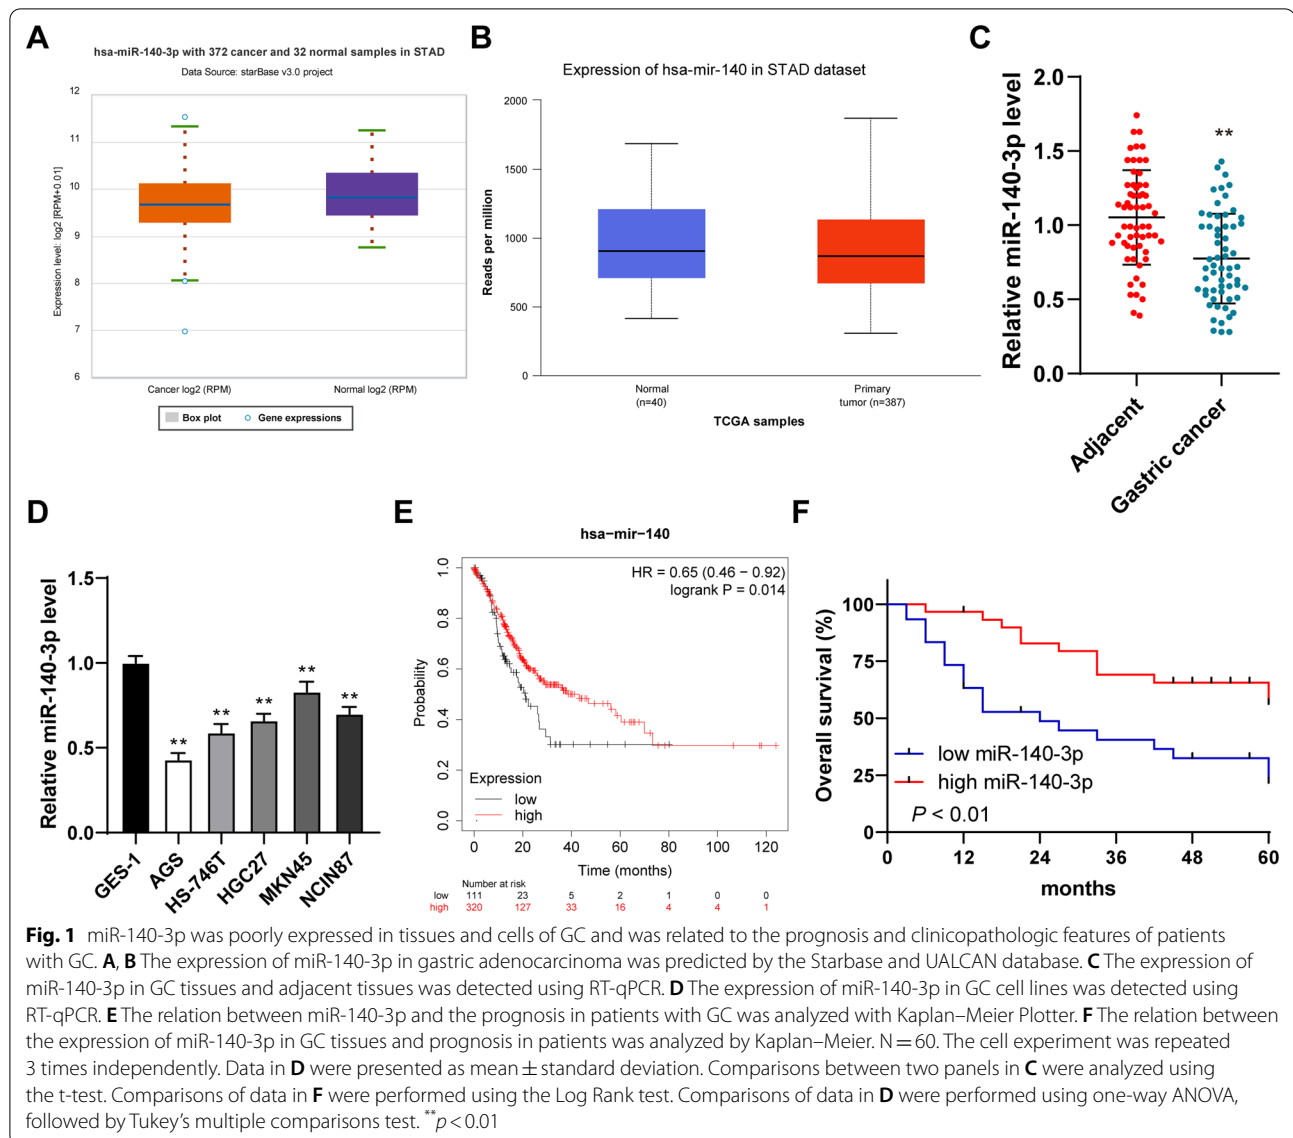 A
hsa-miR-140-3p with 372 cancer and 32 normal samples in STAD
Data Source: starBase v3.0 project
Expression level: log2 [RPM+0.01]
12
11
10
9
8
7
6
Cancer log2 (RPM)
Normal log2 (RPM)
Box plot
Gene expressions
B
Expression of hsa-mir-140 in STAD dataset
Reads per million
2000
1500
1000
500
0
Normal
(n=40)
Primary
tumor (n=387)
TCGA samples
C
Relative miR-140-3p level
2.0
1.5
1.0
0.5
0.0
**
Adjacent
Gastric cancer
D
Relative miR-140-3p level
1.5
1.0
0.5
0.0
**
**
**
**
**
GES-1
AGS
HS-746T
HGC27
MKN45
NCIN87
E
hsa−mir−140
HR = 0.65 (0.46 − 0.92)
logrank P = 0.014
Probability
1.0
0.8
0.6
0.4
0.2
0.0
Expression
low
high
0 20 40 60 80 100 120
Time (months)
Number at risk
low 111 23 5 2 1 0 0
high 320 127 33 16 4 4 1
F
Overall survival (%)
100
75
50
25
0
low miR-140-3p
high miR-140-3p
P < 0.01
0 12 24 36 48 60
months
Fig. 1 miR-140-3p was poorly expressed in tissues and cells of GC and was related to the prognosis and clinicopathologic features of patients
with GC. A, B The expression of miR-140-3p in gastric adenocarcinoma was predicted by the Starbase and UALCAN database. C The expression of
miR-140-3p in GC tissues and adjacent tissues was detected using RT-qPCR. D The expression of miR-140-3p in GC cell lines was detected using
RT-qPCR. E The relation between miR-140-3p and the prognosis in patients with GC was analyzed with Kaplan–Meier Plotter. F The relation between
the expression of miR-140-3p in GC tissues and prognosis in patients was analyzed by Kaplan–Meier. N = 60. The cell experiment was repeated
3 times independently. Data in D were presented as mean ± standard deviation. Comparisons between two panels in C were analyzed using
the t-test. Comparisons of data in F were performed using the Log Rank test. Comparisons of data in D were performed using one-way ANOVA,
followed by Tukey's multiple comparisons test. **p < 0.01